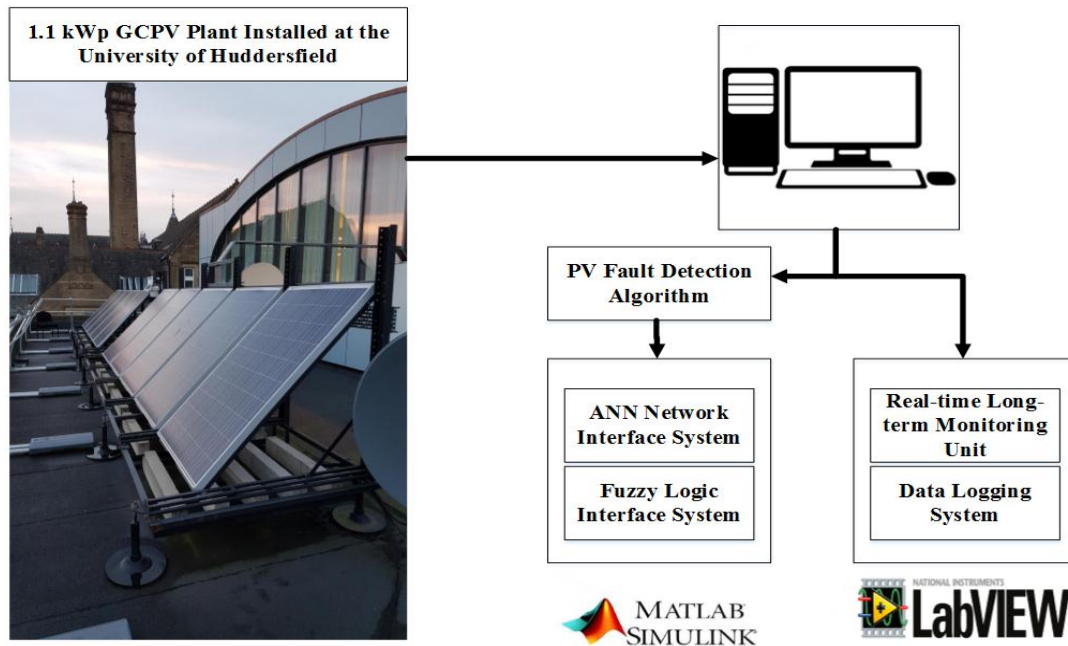 1.1 kWp GCPV Plant Installed at the
University of Huddersfield
PV Fault Detection
Algorithm
ANN Network
Interface System
Fuzzy Logic
Interface System
Real-time Long-
term Monitoring
Unit
Data Logging
System
MATLAB
SIMULINK®
NATIONAL INSTRUMENTS
LabVIEW